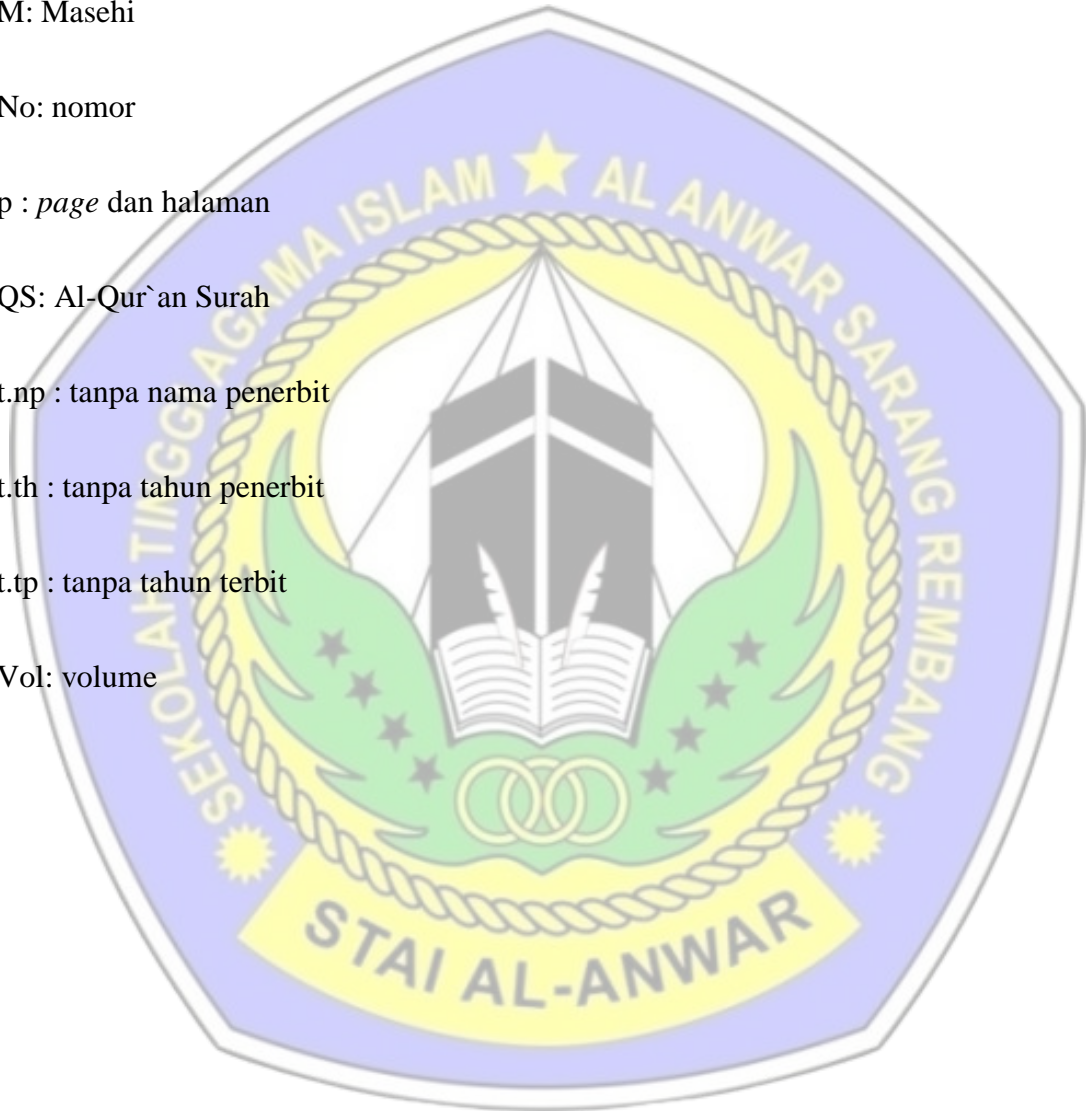 M: Masehi
No: nomor
p : page dan halaman
QS: Al-Qur`an Surah
t.np : tanpa nama penerbit
t.th : tanpa tahun penerbit
t.tp : tanpa tahun terbit
Vol: volume
SEKOLAH TINGGI AGAMA ISLAM AL ANWAR SARANG REMBANG
STAI AL-ANWAR